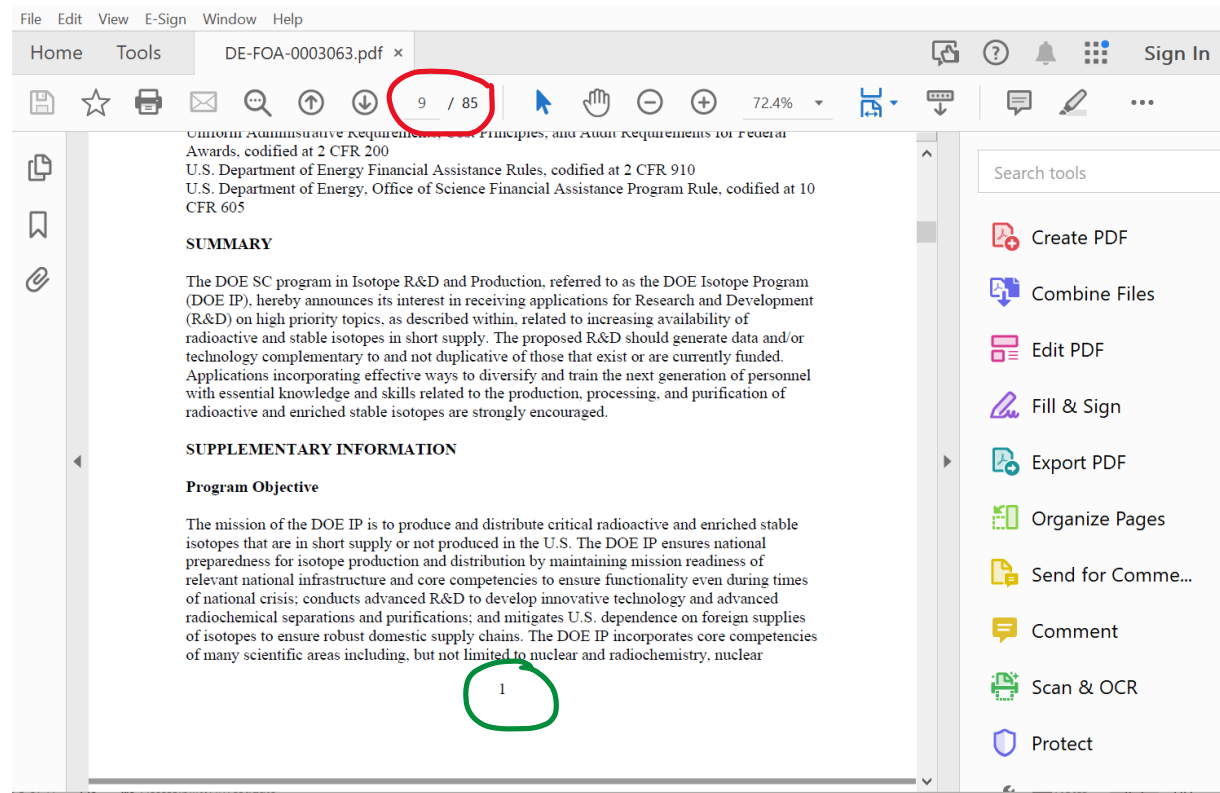 File Edit View E-Sign Window Help
Home Tools DE-FOA-0003063.pdf × Sign In
9 / 85 72.4%
Uniform Administrative Requirements, Cost Principles, and Audit Requirements for Federal
Awards, codified at 2 CFR 200
U.S. Department of Energy Financial Assistance Rules, codified at 2 CFR 910
U.S. Department of Energy, Office of Science Financial Assistance Program Rule, codified at 10
CFR 605
SUMMARY
The DOE SC program in Isotope R&D and Production, referred to as the DOE Isotope Program
(DOE IP), hereby announces its interest in receiving applications for Research and Development
(R&D) on high priority topics, as described within, related to increasing availability of
radioactive and stable isotopes in short supply. The proposed R&D should generate data and/or
technology complementary to and not duplicative of those that exist or are currently funded.
Applications incorporating effective ways to diversify and train the next generation of personnel
with essential knowledge and skills related to the production, processing, and purification of
radioactive and enriched stable isotopes are strongly encouraged.
SUPPLEMENTARY INFORMATION
Program Objective
The mission of the DOE IP is to produce and distribute critical radioactive and enriched stable
isotopes that are in short supply or not produced in the U.S. The DOE IP ensures national
preparedness for isotope production and distribution by maintaining mission readiness of
relevant national infrastructure and core competencies to ensure functionality even during times
of national crisis; conducts advanced R&D to develop innovative technology and advanced
radiochemical separations and purifications; and mitigates U.S. dependence on foreign supplies
of isotopes to ensure robust domestic supply chains. The DOE IP incorporates core competencies
of many scientific areas including, but not limited to nuclear and radiochemistry, nuclear
1
Search tools
Create PDF
Combine Files
Edit PDF
Fill & Sign
Export PDF
Organize Pages
Send for Comme...
Comment
Scan & OCR
Protect